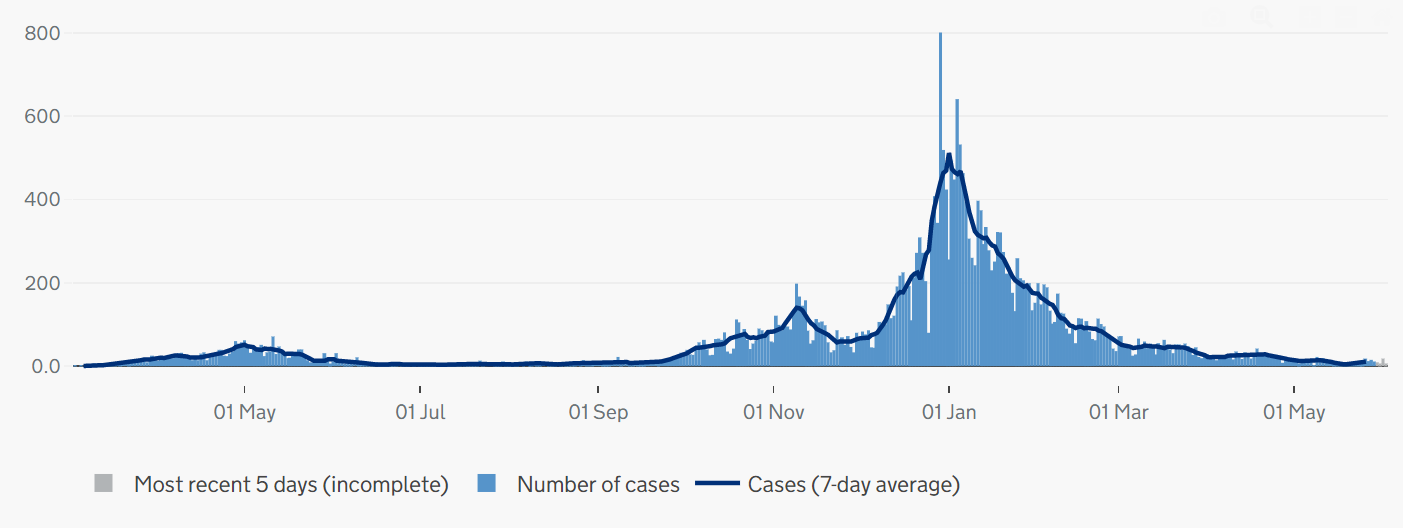 800
600
400
200
0.0
01 May 01 Jul 01 Sep 01 Nov 01 Jan 01 Mar 01 May
Most recent 5 days (incomplete) Number of cases Cases (7-day average)